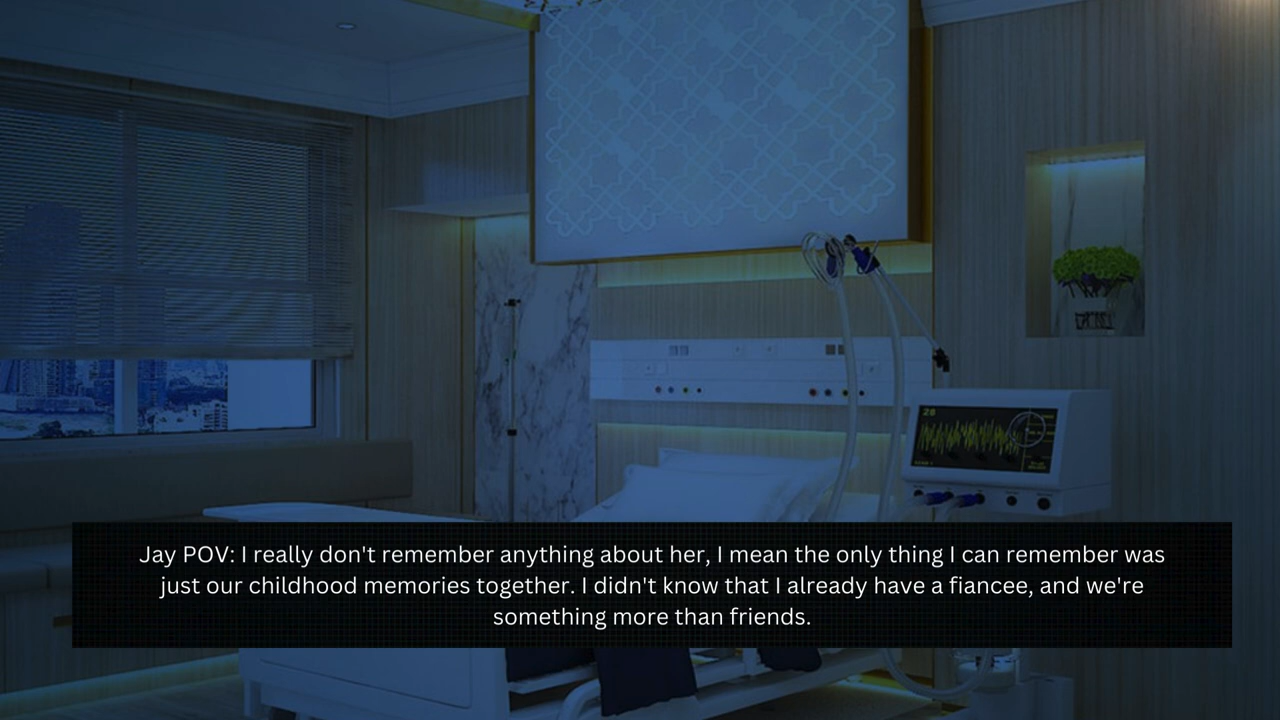 28
Jay POV: I really don't remember anything about her, I mean the only thing I can remember was
just our childhood memories together. I didn't know that I already have a fiancee, and we're
something more than friends.